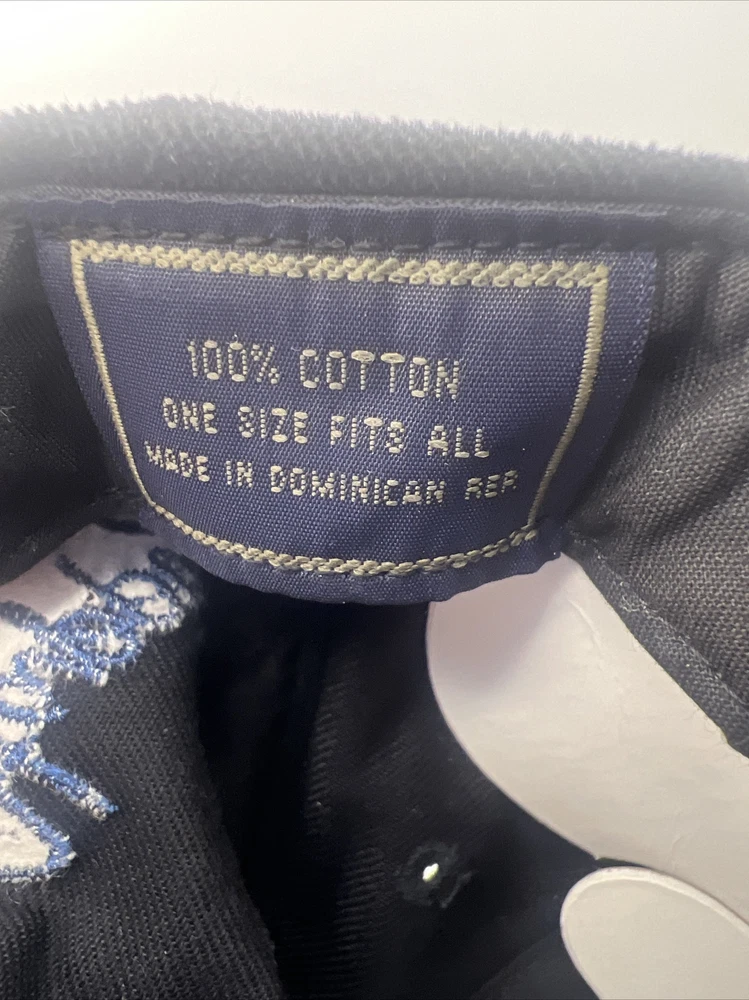 100% COTTON
ONE SIZE FITS ALL
MADE IN DOMINICAN REP